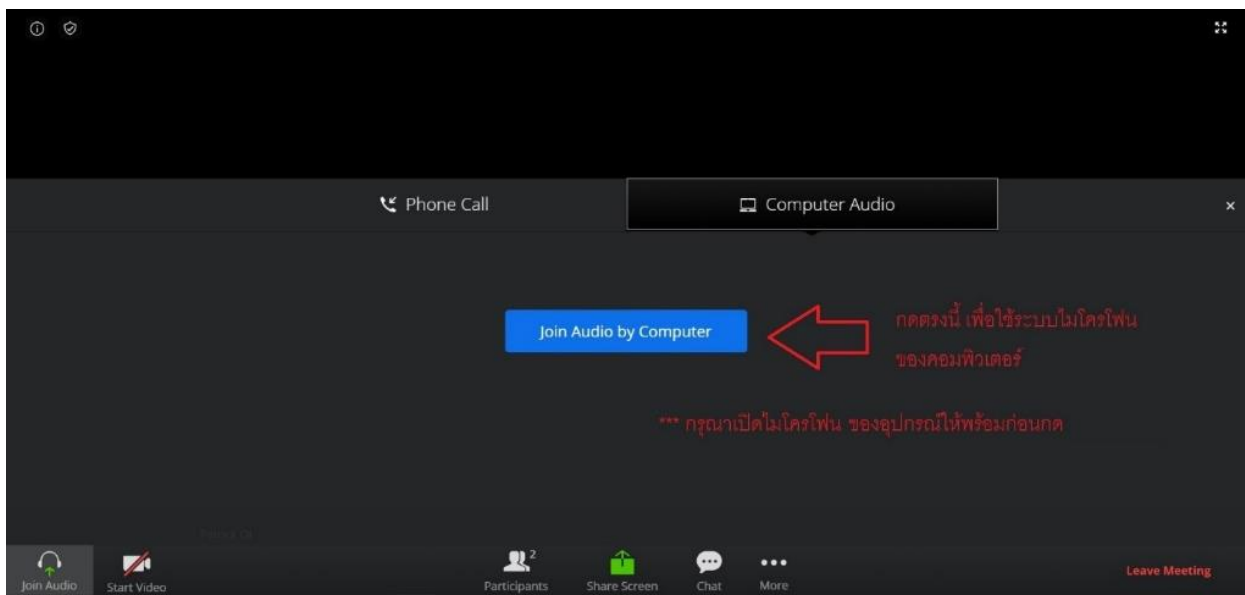 Phone Call
Computer Audio
Join Audio by Computer
กดตรงนี้ เพื่อใช้ระบบไมโครโฟน
ของคอมพิวเตอร์
*** กรุณาเปิดไมโครโฟน ของอุปกรณ์ให้พร้อมก่อนกด
Join Audio
Start Video
Participants
2
Share Screen
Chat
More
Leave Meeting